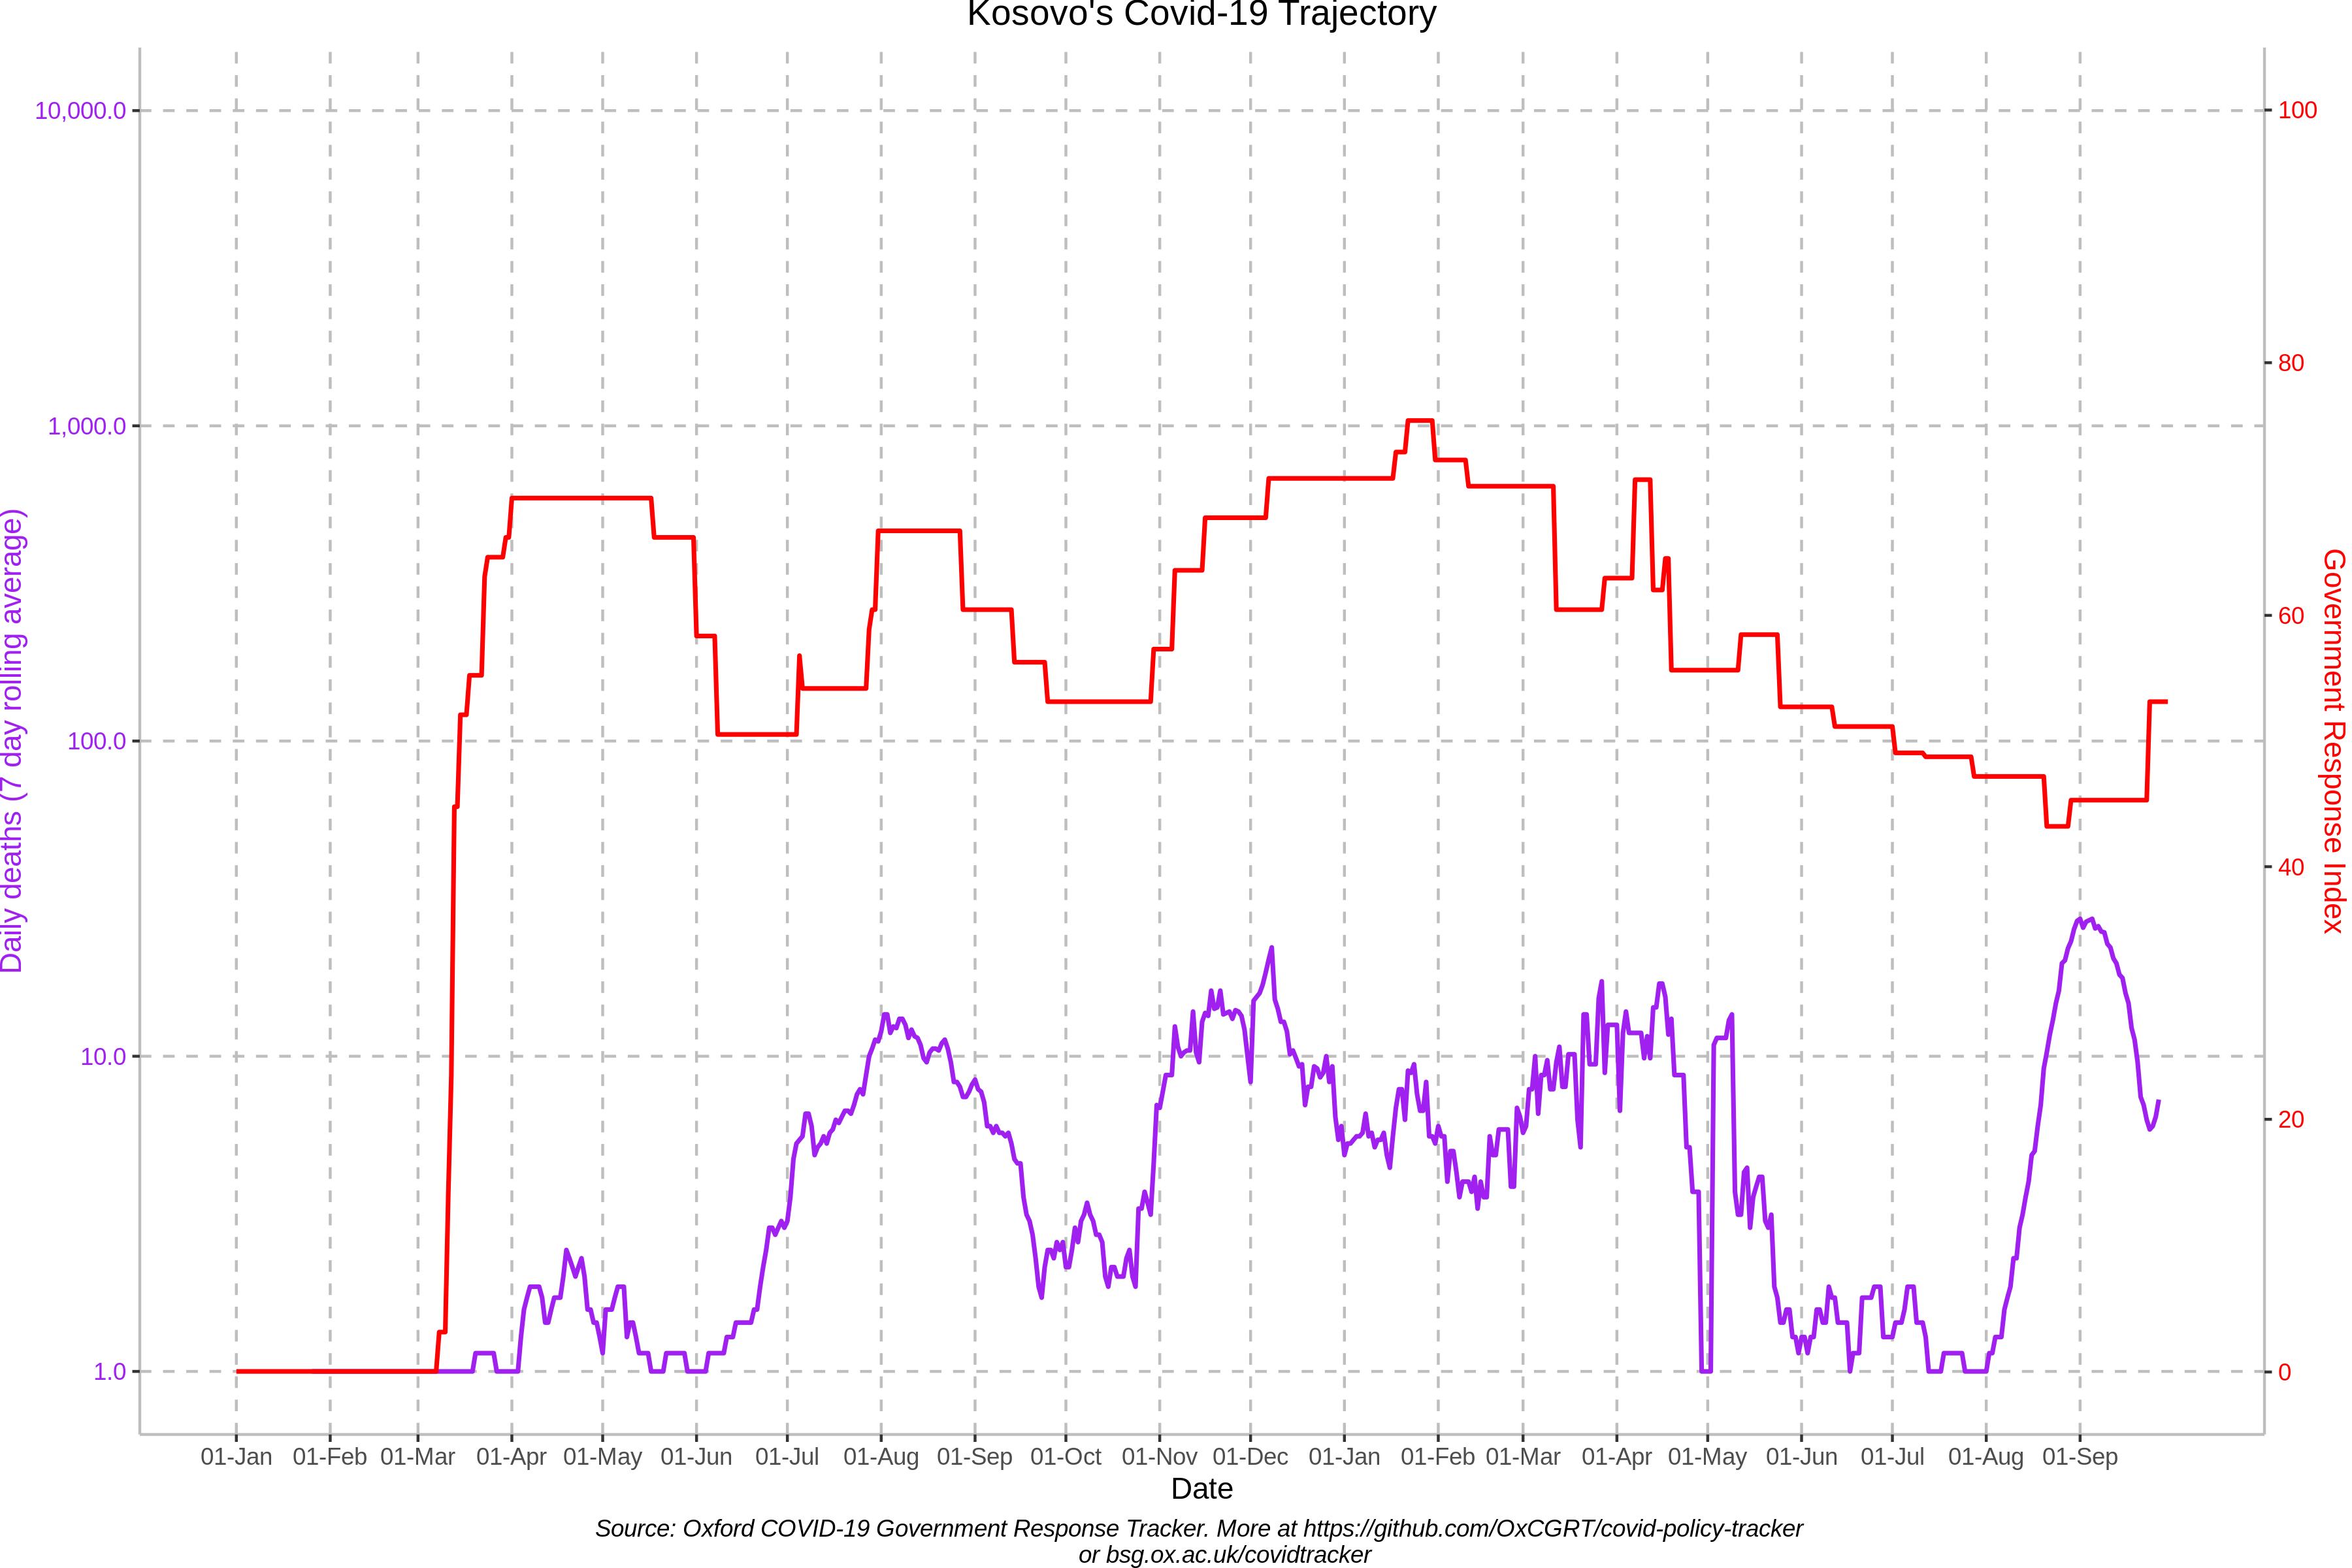 Kosovo's Covid-19 Trajectory
10,000.0
1,000.0
100.0
10.0
1.0
Daily deaths (7 day rolling average)
100
80
60
40
20
0
Government Response Index
01-Jan 01-Feb 01-Mar 01-Apr 01-May 01-Jun 01-Jul 01-Aug 01-Sep 01-Oct 01-Nov 01-Dec 01-Jan 01-Feb 01-Mar 01-Apr 01-May 01-Jun 01-Jul 01-Aug 01-Sep
Date
Source: Oxford COVID-19 Government Response Tracker. More at https://github.com/OxCGRT/covid-policy-tracker
or bsg.ox.ac.uk/covidtracker